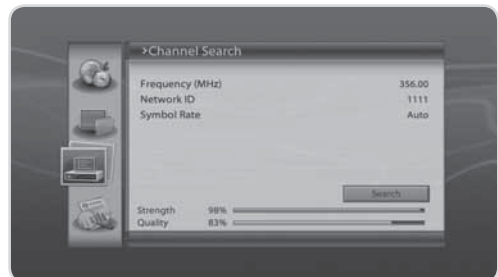 >Channel Search
Frequency (MHz) 356.00
Network ID 1111
Symbol Rate Auto
Search
Strength 98%
Quality 83%